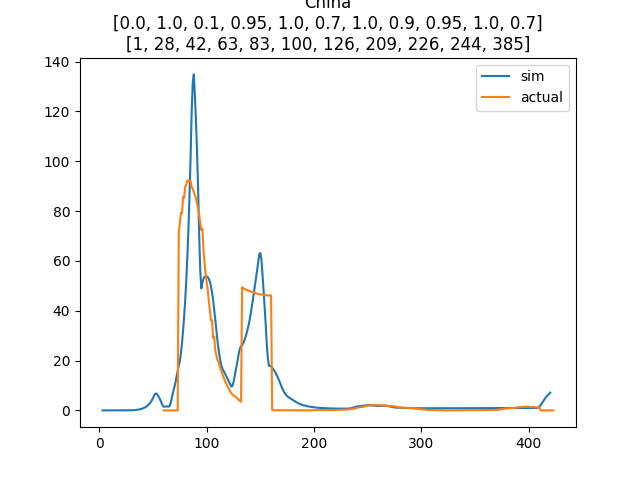 China
[0.0, 1.0, 0.1, 0.95, 1.0, 0.7, 1.0, 0.9, 0.95, 1.0, 0.7]
[1, 28, 42, 63, 83, 100, 126, 209, 226, 244, 385]
sim
actual
140
120
100
80
60
40
20
0
0
100
200
300
400